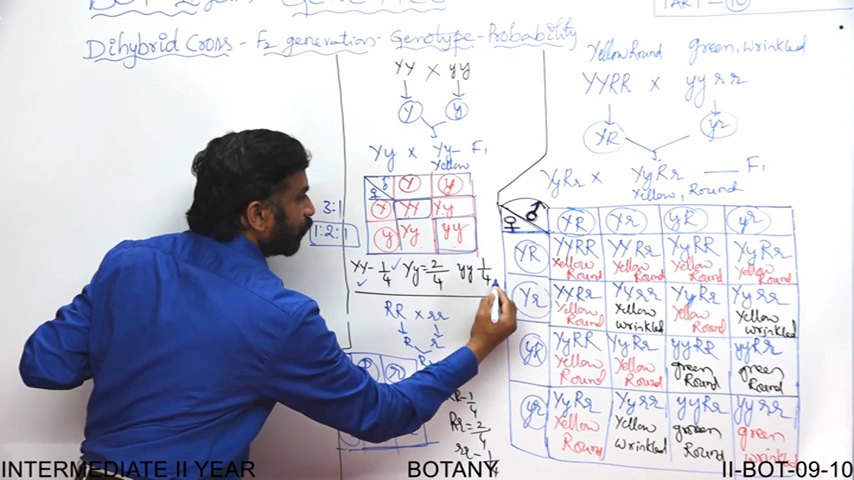 PART - 10
Dihybrid Cross - F2 generation - Genotype - Probability
YY × yy
Y y
Yy × Yy - F1
Yellow
♀ ♂ Y y
Y YY Yy
y Yy yy
3:1
1:2:1
YY - 1/4 Yy = 2/4 yy 1/4
RR × rr
R r
RR - 1/4
Rr = 2/4
rr - 1/4
Yellow Round green, wrinkled
YYRR × yyrr
YR yr
YyRr × YyRr — F1
Yellow, Round
♀ ♂ YR Yr yR yr
YR YYRR YYRr YyRR YyRr
Yellow Round Yellow Round Yellow Round Yellow Round
Yr YYRr YYrr YyRr Yyrr
Yellow Round Yellow wrinkled Yellow Round Yellow wrinkled
yR YyRR YyRr yyRR yyRr
Yellow Round Yellow Round green Round green Round
yr YyRr Yyrr yyRr yyrr
Yellow Round Yellow wrinkled green Round green wrinkled
INTERMEDIATE II YEAR BOTANY II-BOT-09-10